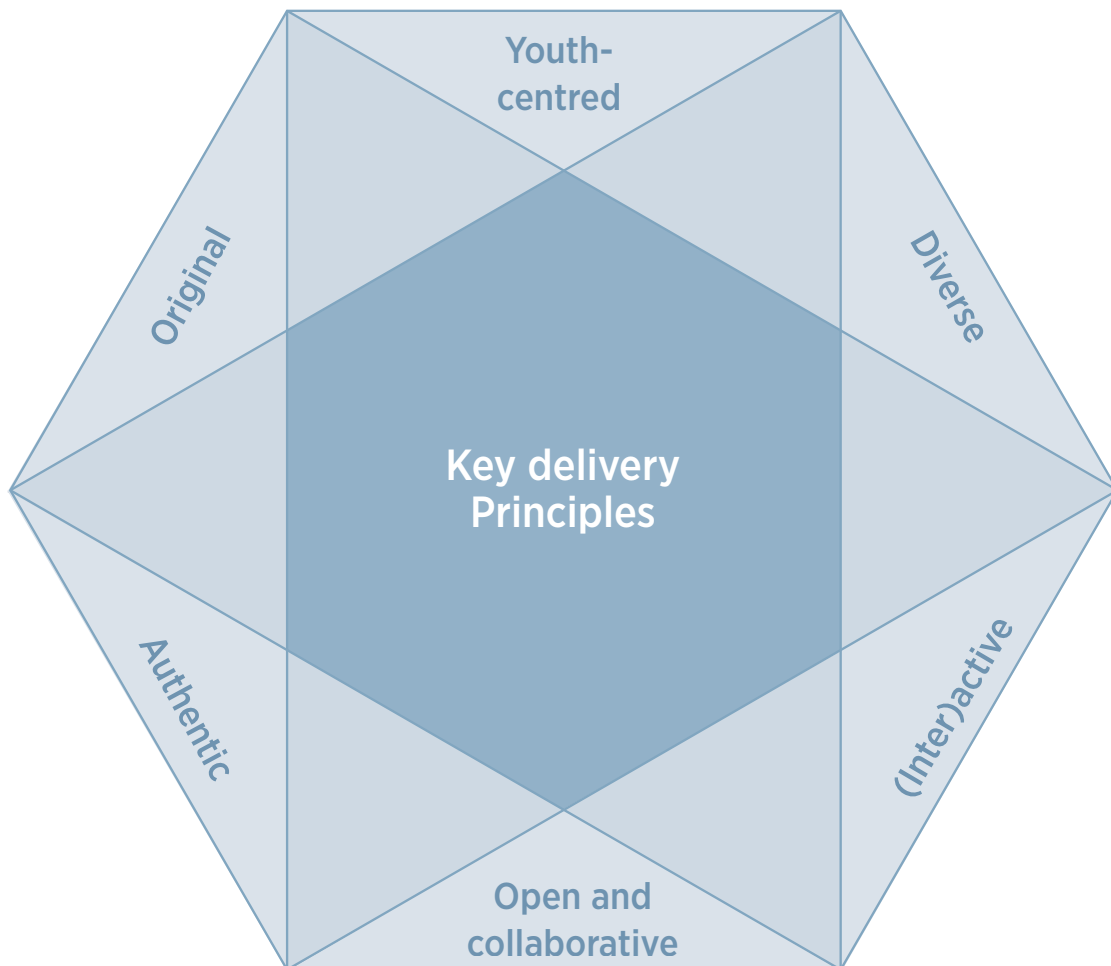 Youth-
centred
Original
Diverse
Key delivery
Principles
Authentic
(Inter)active
Open and
collaborative